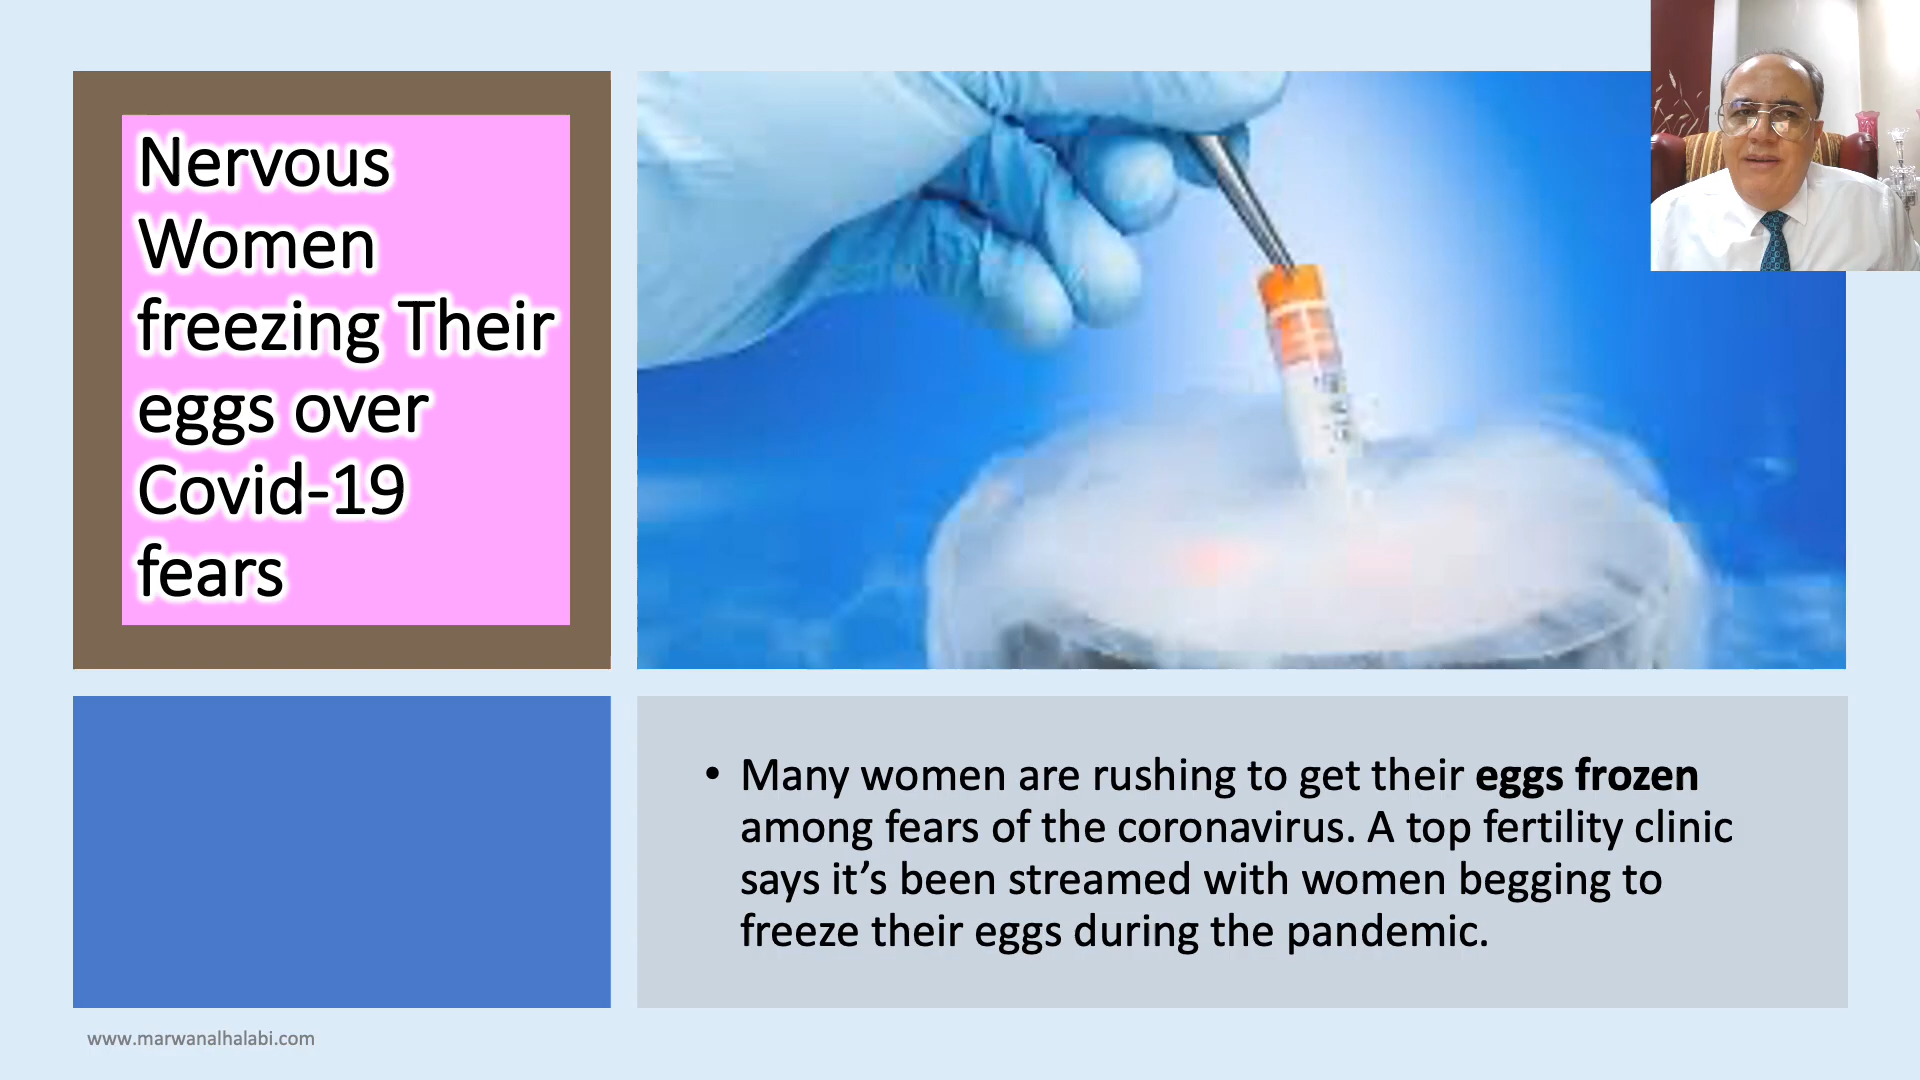 Nervous
Women
freezing Their
eggs over
Covid-19
fears
• Many women are rushing to get their eggs frozen
among fears of the coronavirus. A top fertility clinic
says it’s been streamed with women begging to
freeze their eggs during the pandemic.
www.marwanalhalabi.com